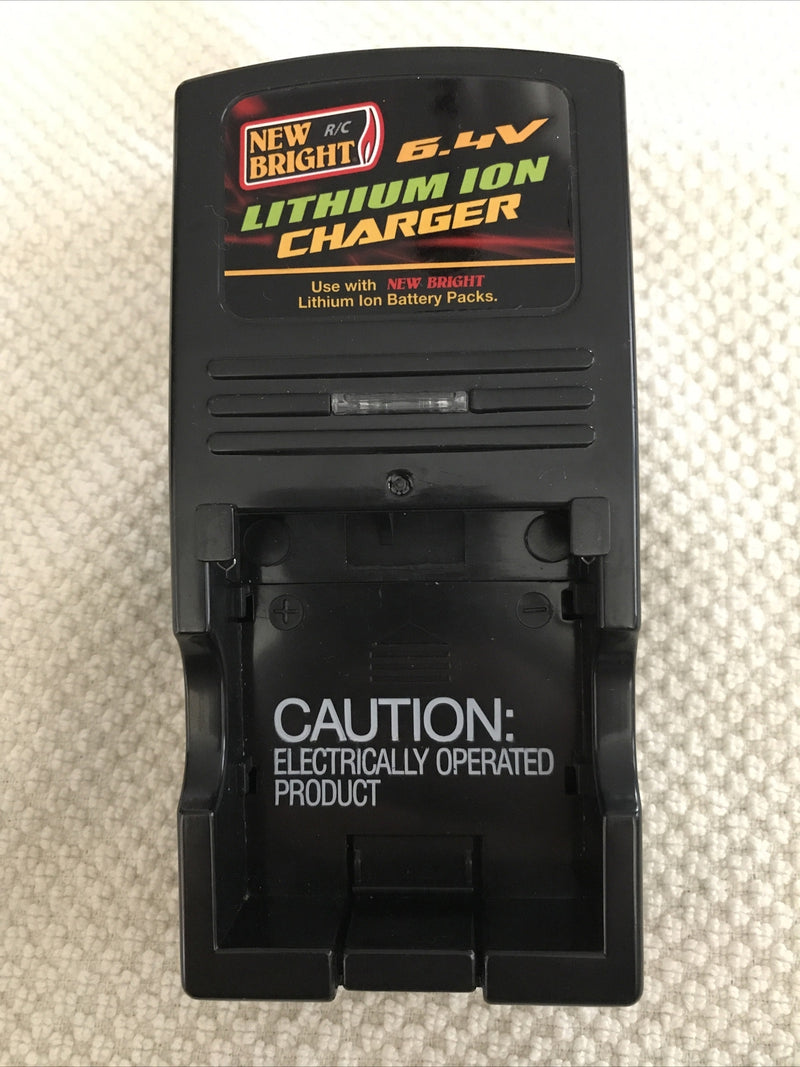 NEW R/C
BRIGHT
6.4V
LITHIUM ION
CHARGER
Use with NEW BRIGHT
Lithium Ion Battery Packs.
+ -
CAUTION:
ELECTRICALLY OPERATED
PRODUCT